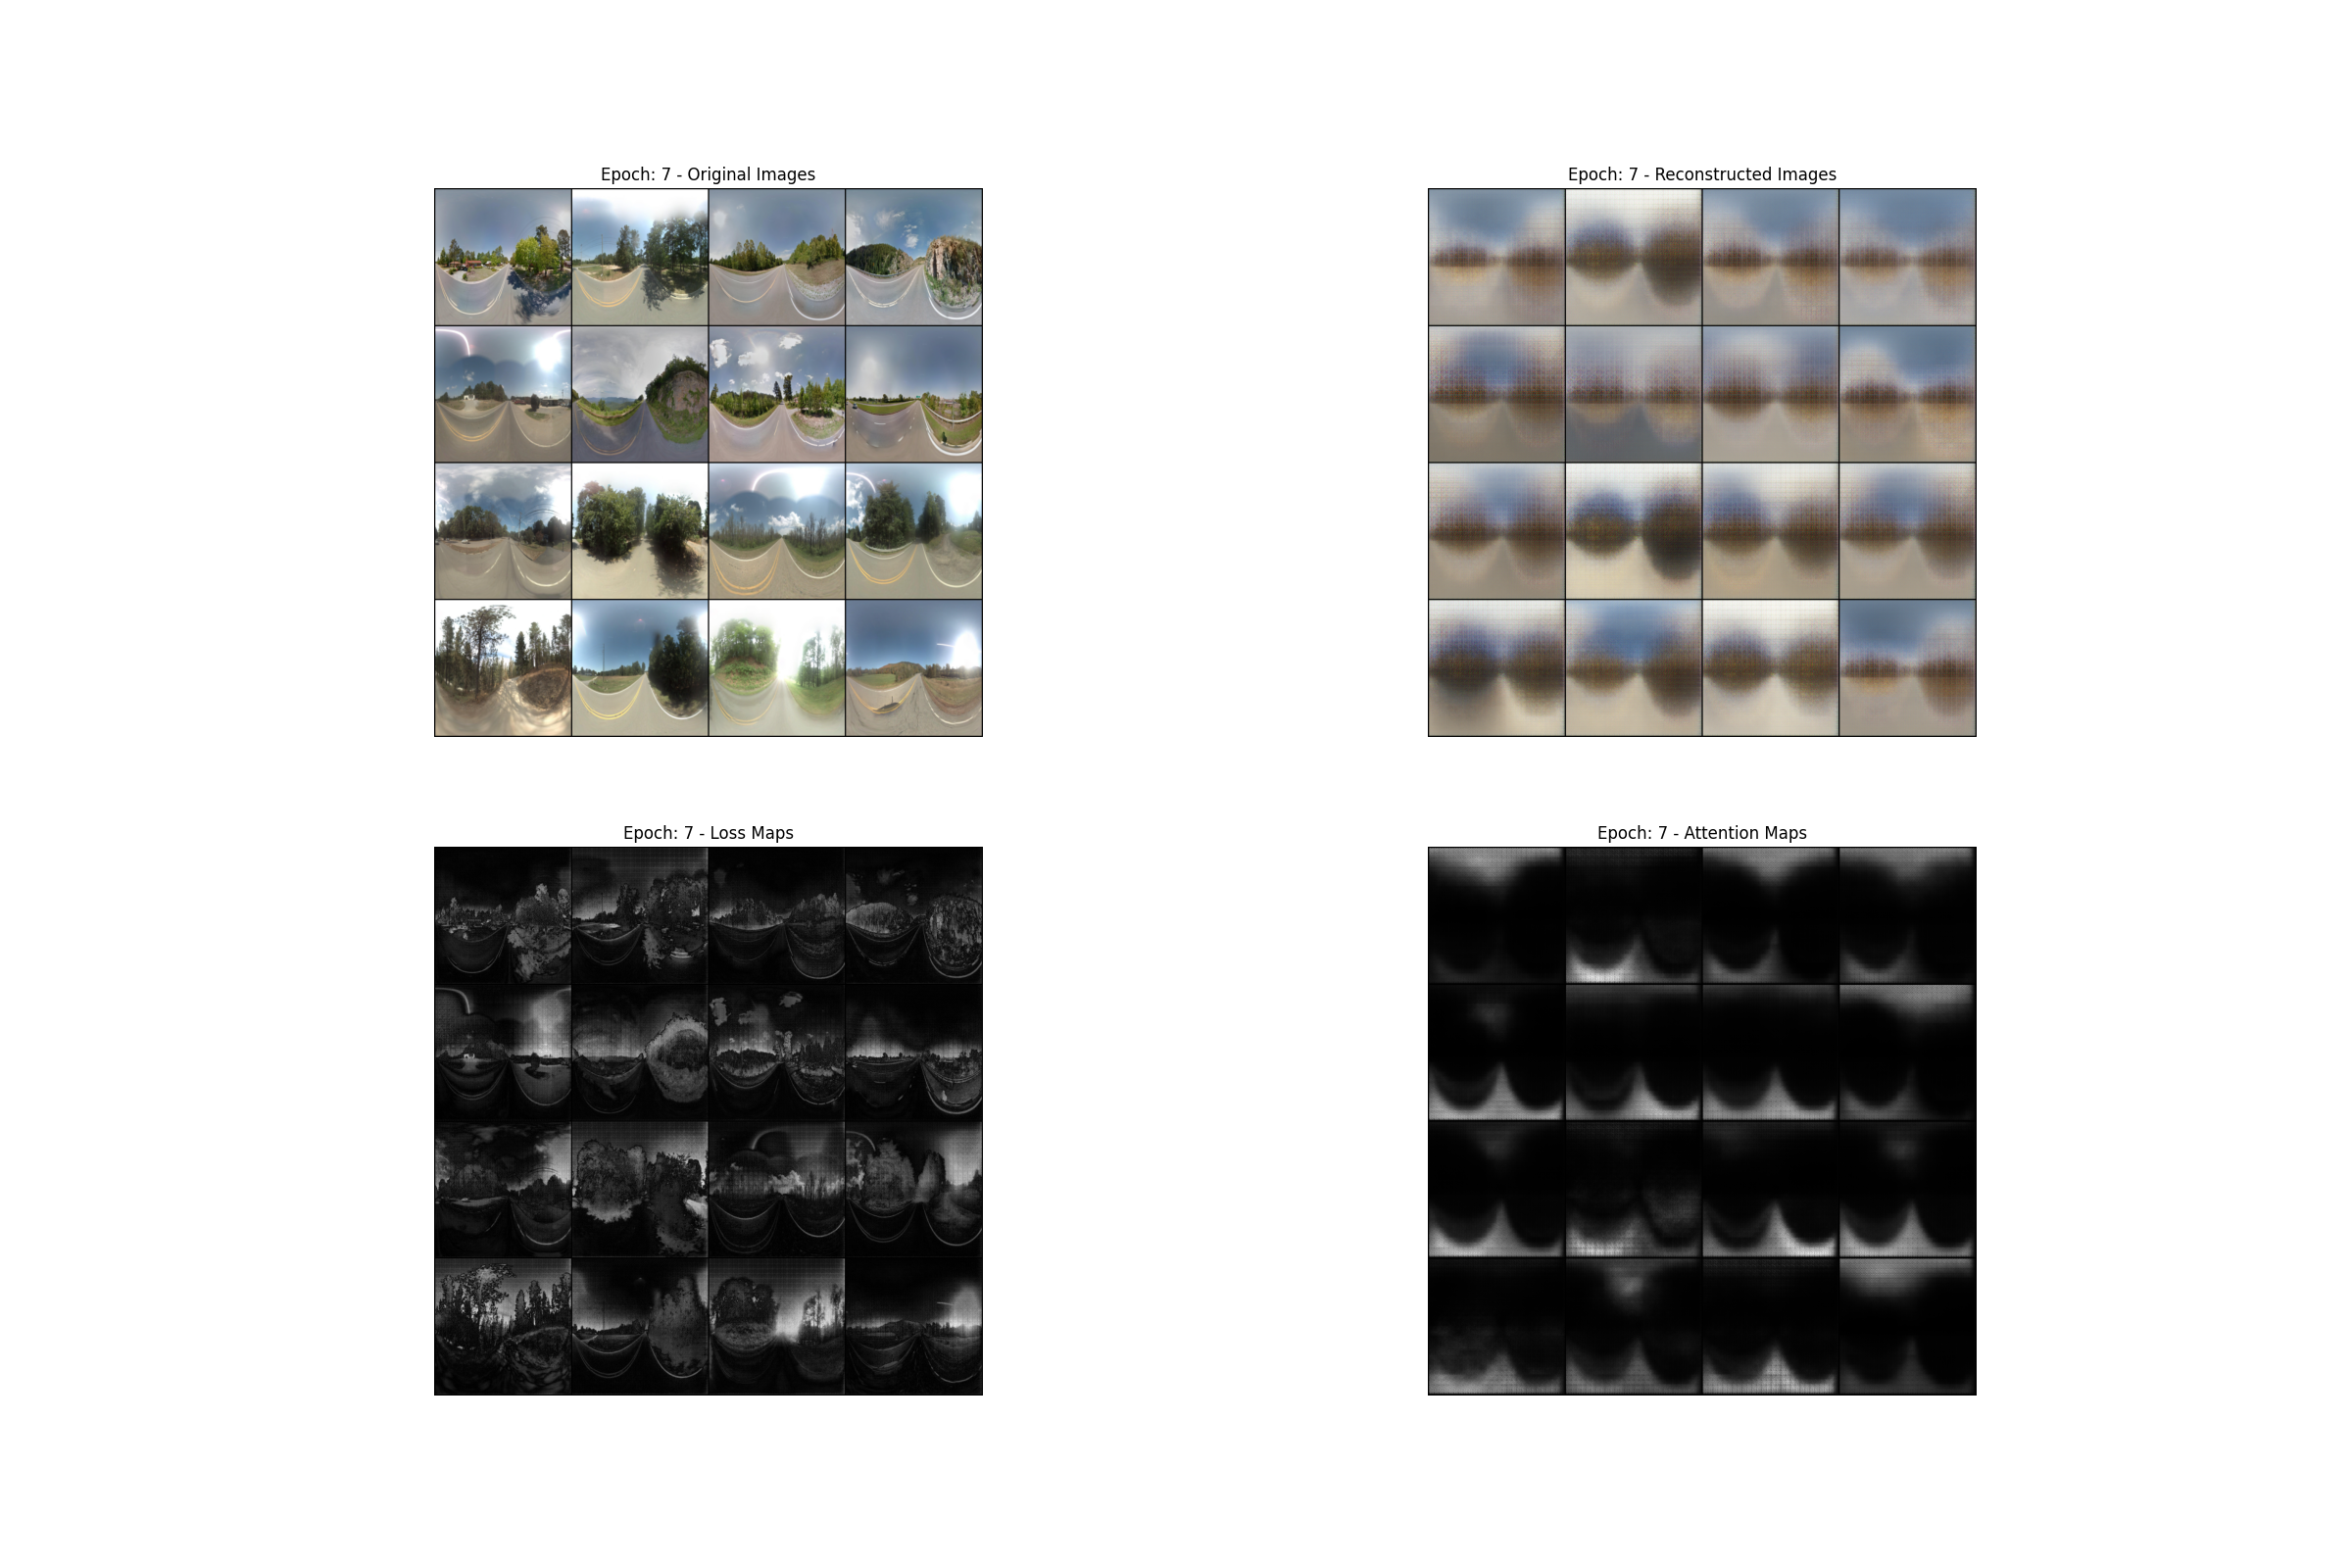 Epoch: 7 - Original Images
Epoch: 7 - Reconstructed Images
Epoch: 7 - Loss Maps
Epoch: 7 - Attention Maps